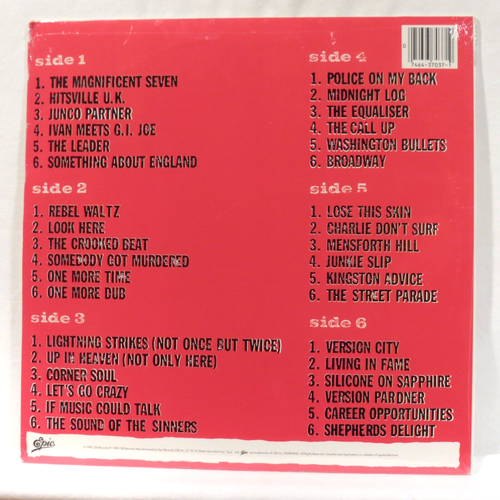 side 1
1. THE MAGNIFICENT SEVEN
2. HITSVILLE U.K.
3. JUNCO PARTNER
4. IVAN MEETS G.I. JOE
5. THE LEADER
6. SOMETHING ABOUT ENGLAND
side 2
1. REBEL WALTZ
2. LOOK HERE
3. THE CROOKED BEAT
4. SOMEBODY GOT MURDERED
5. ONE MORE TIME
6. ONE MORE DUB
side 3
1. LIGHTNING STRIKES (NOT ONCE BUT TWICE)
2. UP IN HEAVEN (NOT ONLY HERE)
3. CORNER SOUL
4. LET'S GO CRAZY
5. IF MUSIC COULD TALK
6. THE SOUND OF THE SINNERS
Epic
0 7464-37037-1
side 4
1. POLICE ON MY BACK
2. MIDNIGHT LOG
3. THE EQUALISER
4. THE CALL UP
5. WASHINGTON BULLETS
6. BROADWAY
side 5
1. LOSE THIS SKIN
2. CHARLIE DON'T SURF
3. MENSFORTH HILL
4. JUNKIE SLIP
5. KINGSTON ADVICE
6. THE STREET PARADE
side 6
1. VERSION CITY
2. LIVING IN FAME
3. SILICONE ON SAPPHIRE
4. VERSION PARDNER
5. CAREER OPPORTUNITIES
6. SHEPHERDS DELIGHT